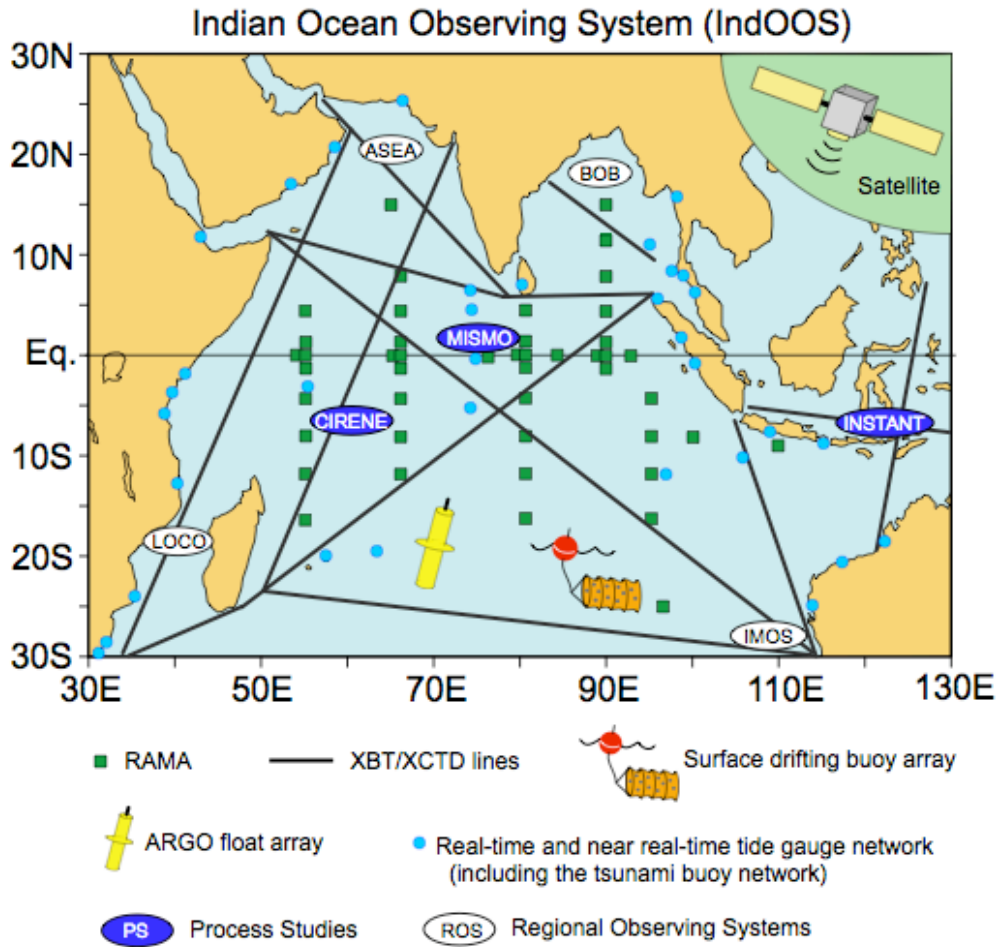 Indian Ocean Observing System (IndOOS)
30N
20N
10N
Eq.
10S
20S
30S
30E
50E
70E
90E
110E
130E
ASEA
BOB
Satellite
MISMO
CIRENE
INSTANT
LOCO
IMOS
RAMA
XBT/XCTD lines
Surface drifting buoy array
ARGO float array
Real-time and near real-time tide gauge network
(including the tsunami buoy network)
PS
Process Studies
ROS
Regional Observing Systems